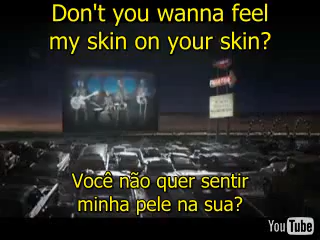 Don't you wanna feel
my skin on your skin?
Você não quer sentir
minha pele na sua?
YouTube